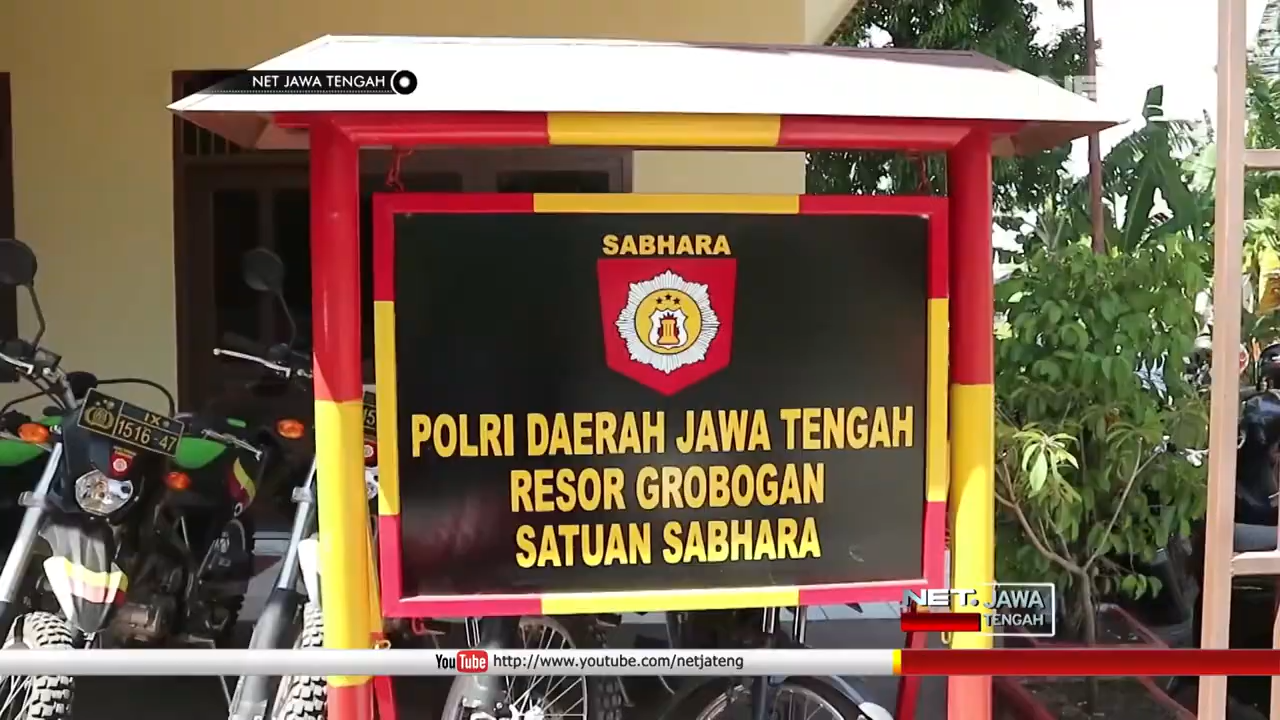 NET JAWA TENGAH
SABHARA
POLRI DAERAH JAWA TENGAH
RESOR GROBOGAN
SATUAN SABHARA
IX
1516-47
15
NET. JAWA
TENGAH
YouTube http://www.youtube.com/netjateng